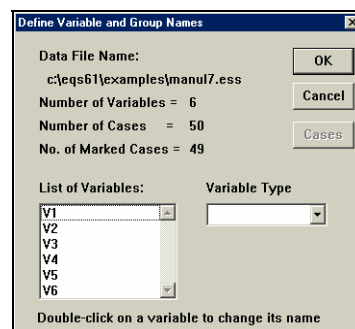 Define Variable and Group Names
Data File Name:
c:\eqs61\examples\manul7.ess
Number of Variables = 6
Number of Cases = 50
No. of Marked Cases = 49
OK
Cancel
Cases
List of Variables:
V1
V2
V3
V4
V5
V6
Variable Type
Double-click on a variable to change its name